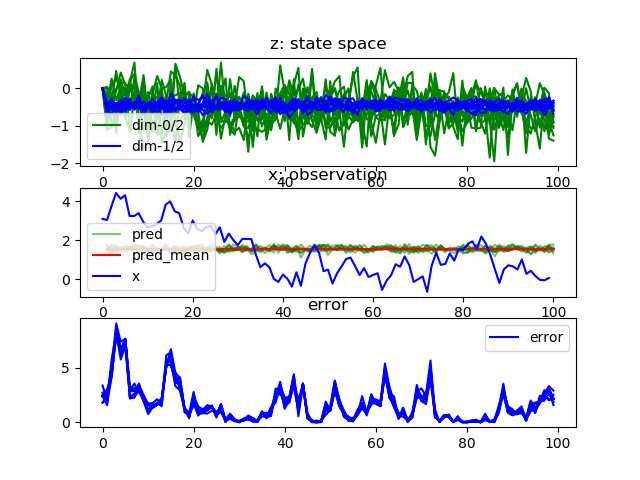 z: state space
0
−1
−2
dim-0/2
dim-1/2
0 20 40 60 80 100
x: observation
4
2
0
pred
pred_mean
x
0 20 40 60 80 100
error
5
0
error
0 20 40 60 80 100